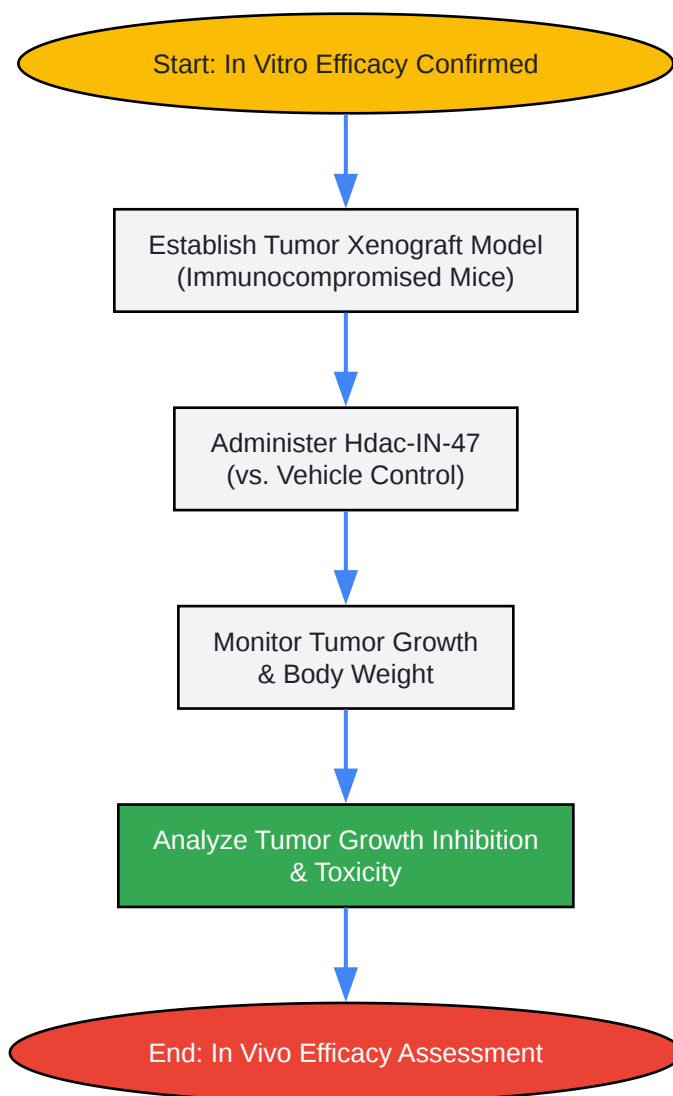 Start: In Vitro Efficacy Confirmed
Establish Tumor Xenograft Model
(Immunocompromised Mice)
Administer Hdac-IN-47
(vs. Vehicle Control)
Monitor Tumor Growth
& Body Weight
Analyze Tumor Growth Inhibition
& Toxicity
End: In Vivo Efficacy Assessment